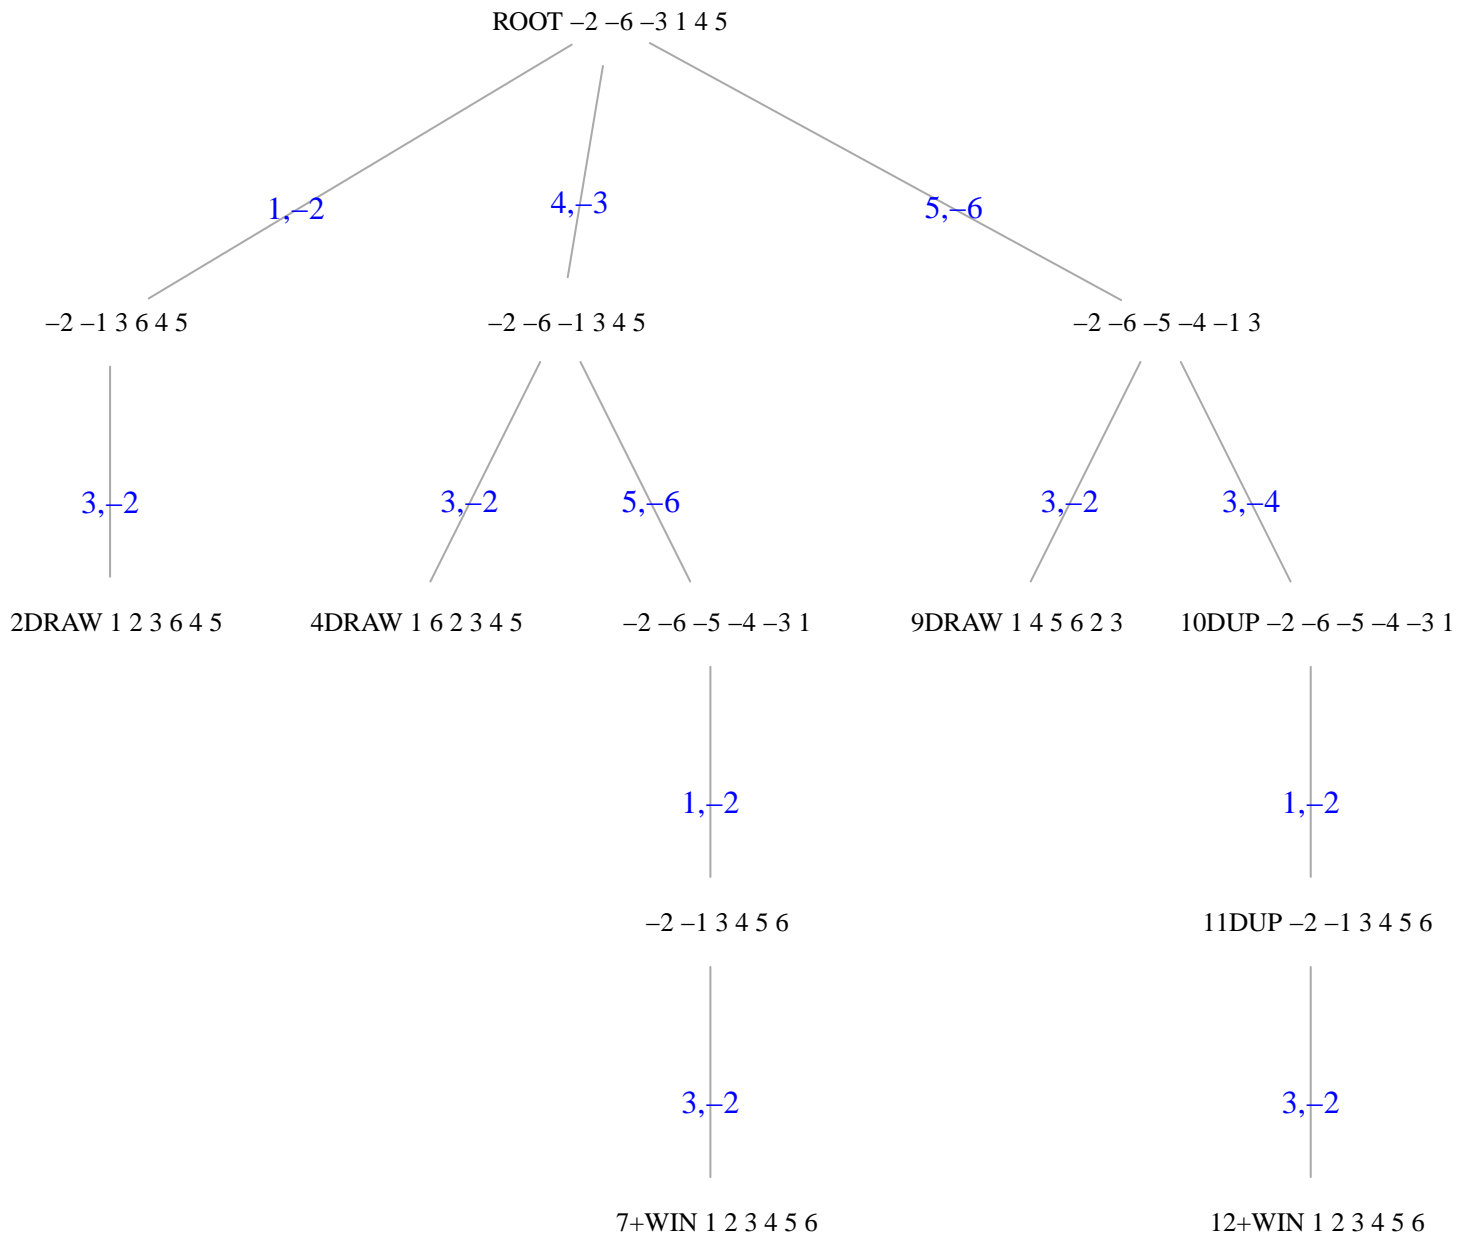 ROOT –2 –6 –3 1 4 5
1,–2
4,–3
5,–6
–2 –1 3 6 4 5
–2 –6 –1 3 4 5
–2 –6 –5 –4 –1 3
3,–2
3,–2
5,–6
3,–2
3,–4
2DRAW 1 2 3 6 4 5
4DRAW 1 6 2 3 4 5
–2 –6 –5 –4 –3 1
9DRAW 1 4 5 6 2 3
10DUP –2 –6 –5 –4 –3 1
1,–2
1,–2
–2 –1 3 4 5 6
11DUP –2 –1 3 4 5 6
3,–2
3,–2
7+WIN 1 2 3 4 5 6
12+WIN 1 2 3 4 5 6